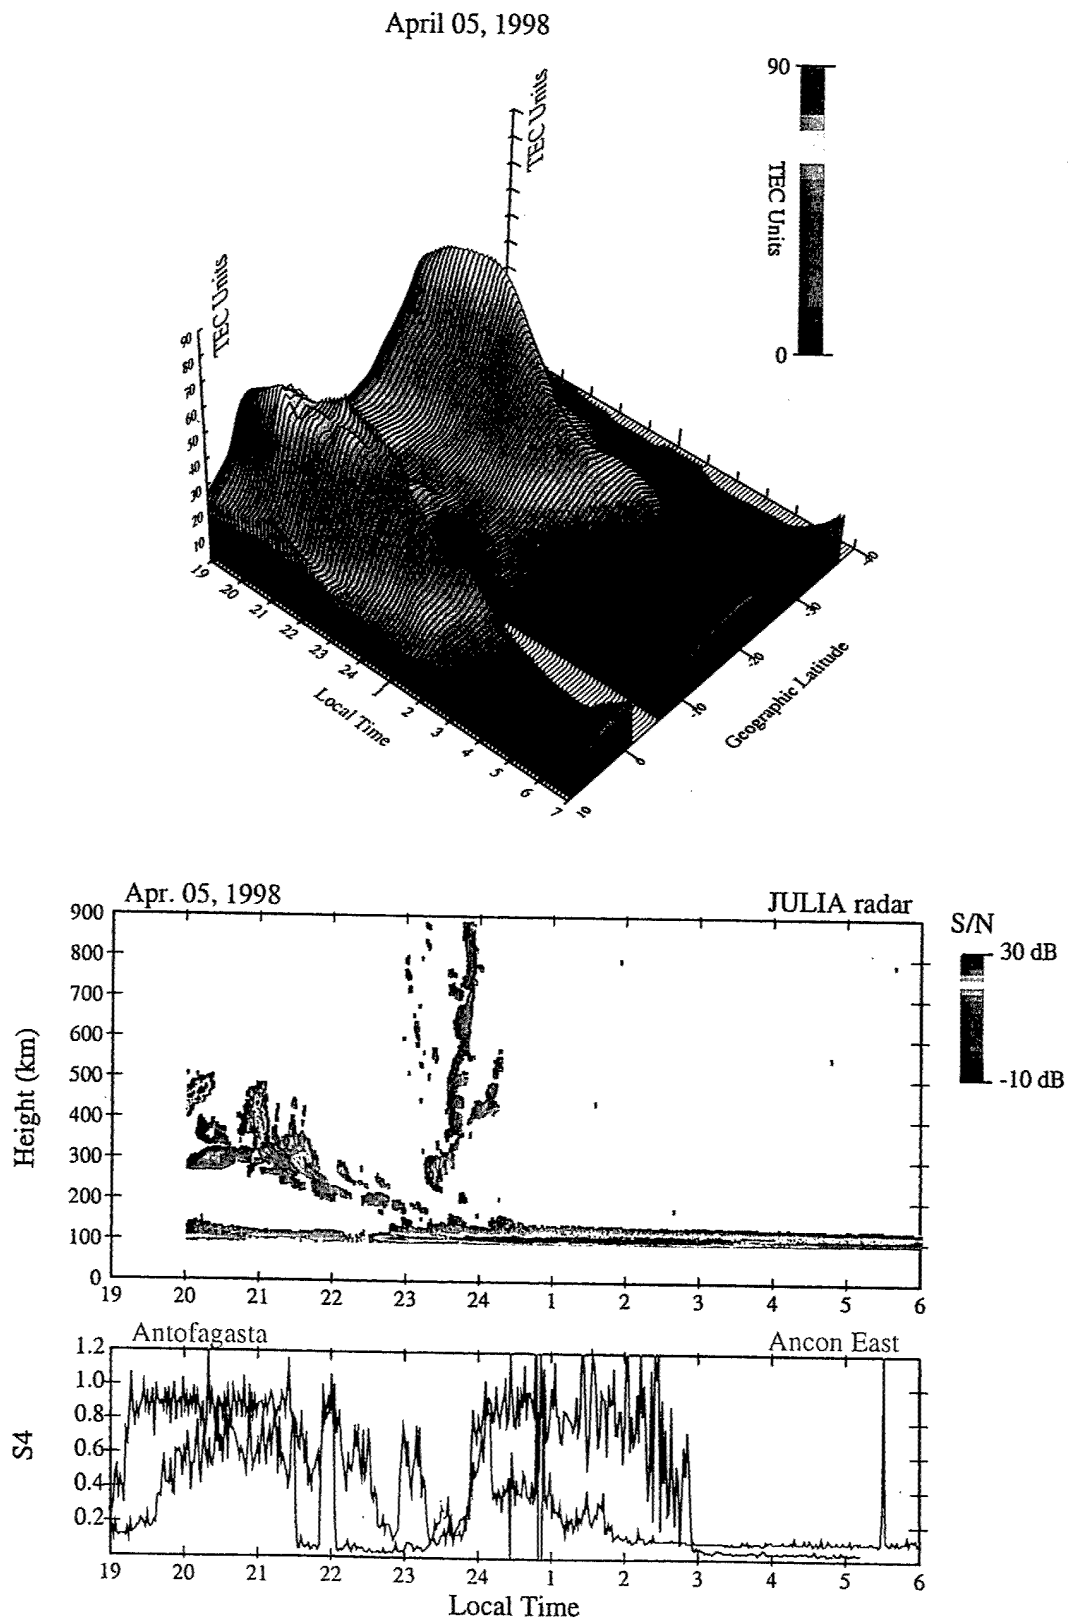 April 05, 1998
90
TEC Units
0
TEC Units
TEC Units
90
80
70
60
50
40
30
20
10
19
20
21
22
23
24
1
2
3
4
5
6
7
Local Time
10
0
-10
-20
-30
-40
Geographic Latitude
Apr. 05, 1998
JULIA radar
S/N
30 dB
-10 dB
Height (km)
900
800
700
600
500
400
300
200
100
0
19 20 21 22 23 24 1 2 3 4 5 6
Antofagasta
Ancon East
S4
1.2
1.0
0.8
0.6
0.4
0.2
19 20 21 22 23 24 1 2 3 4 5 6
Local Time